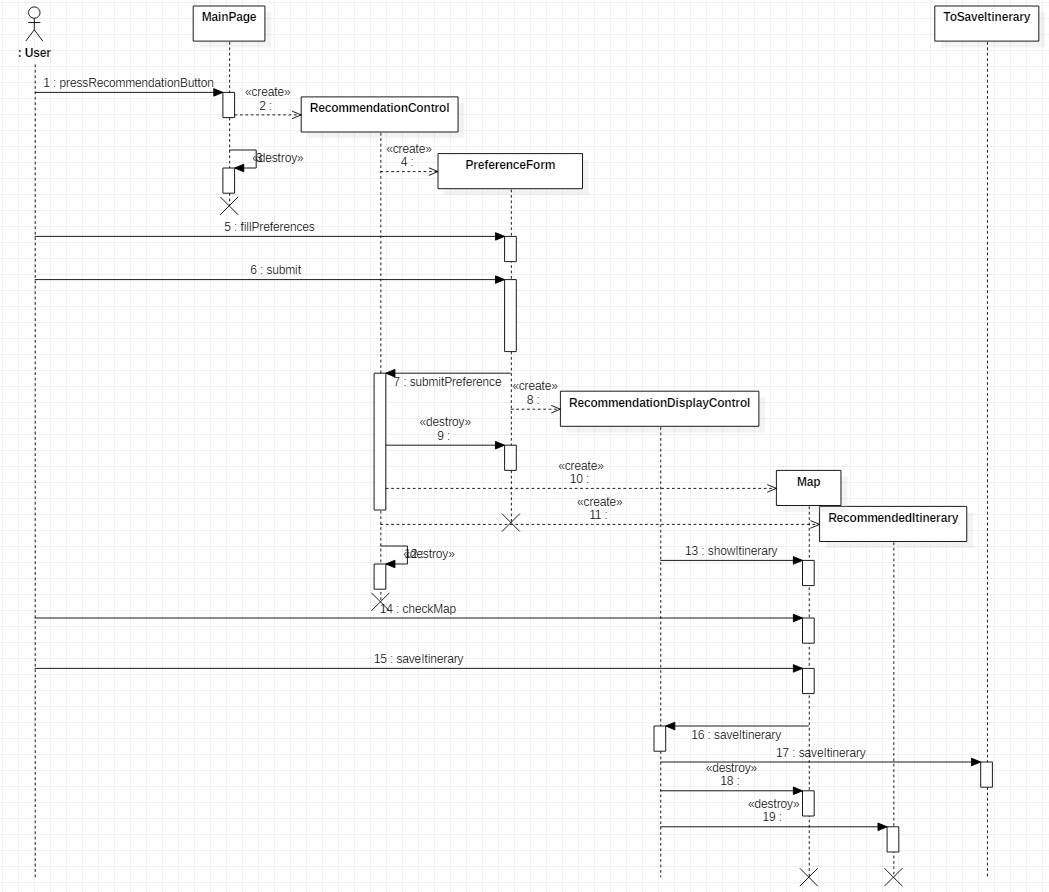 MainPage
ToSaveItinerary
: User
1 : pressRecommendationButton
«create»
2 :
RecommendationControl
«destroy»
«create»
4 :
PreferenceForm
5 : fillPreferences
6 : submit
7 : submitPreference
«create»
8 :
RecommendationDisplayControl
«destroy»
9 :
«create»
10 :
Map
«create»
11 :
RecommendedItinerary
«destroy»
13 : showItinerary
14 : checkMap
15 : saveItinerary
16 : saveItinerary
17 : saveItinerary
«destroy»
18 :
«destroy»
19 :